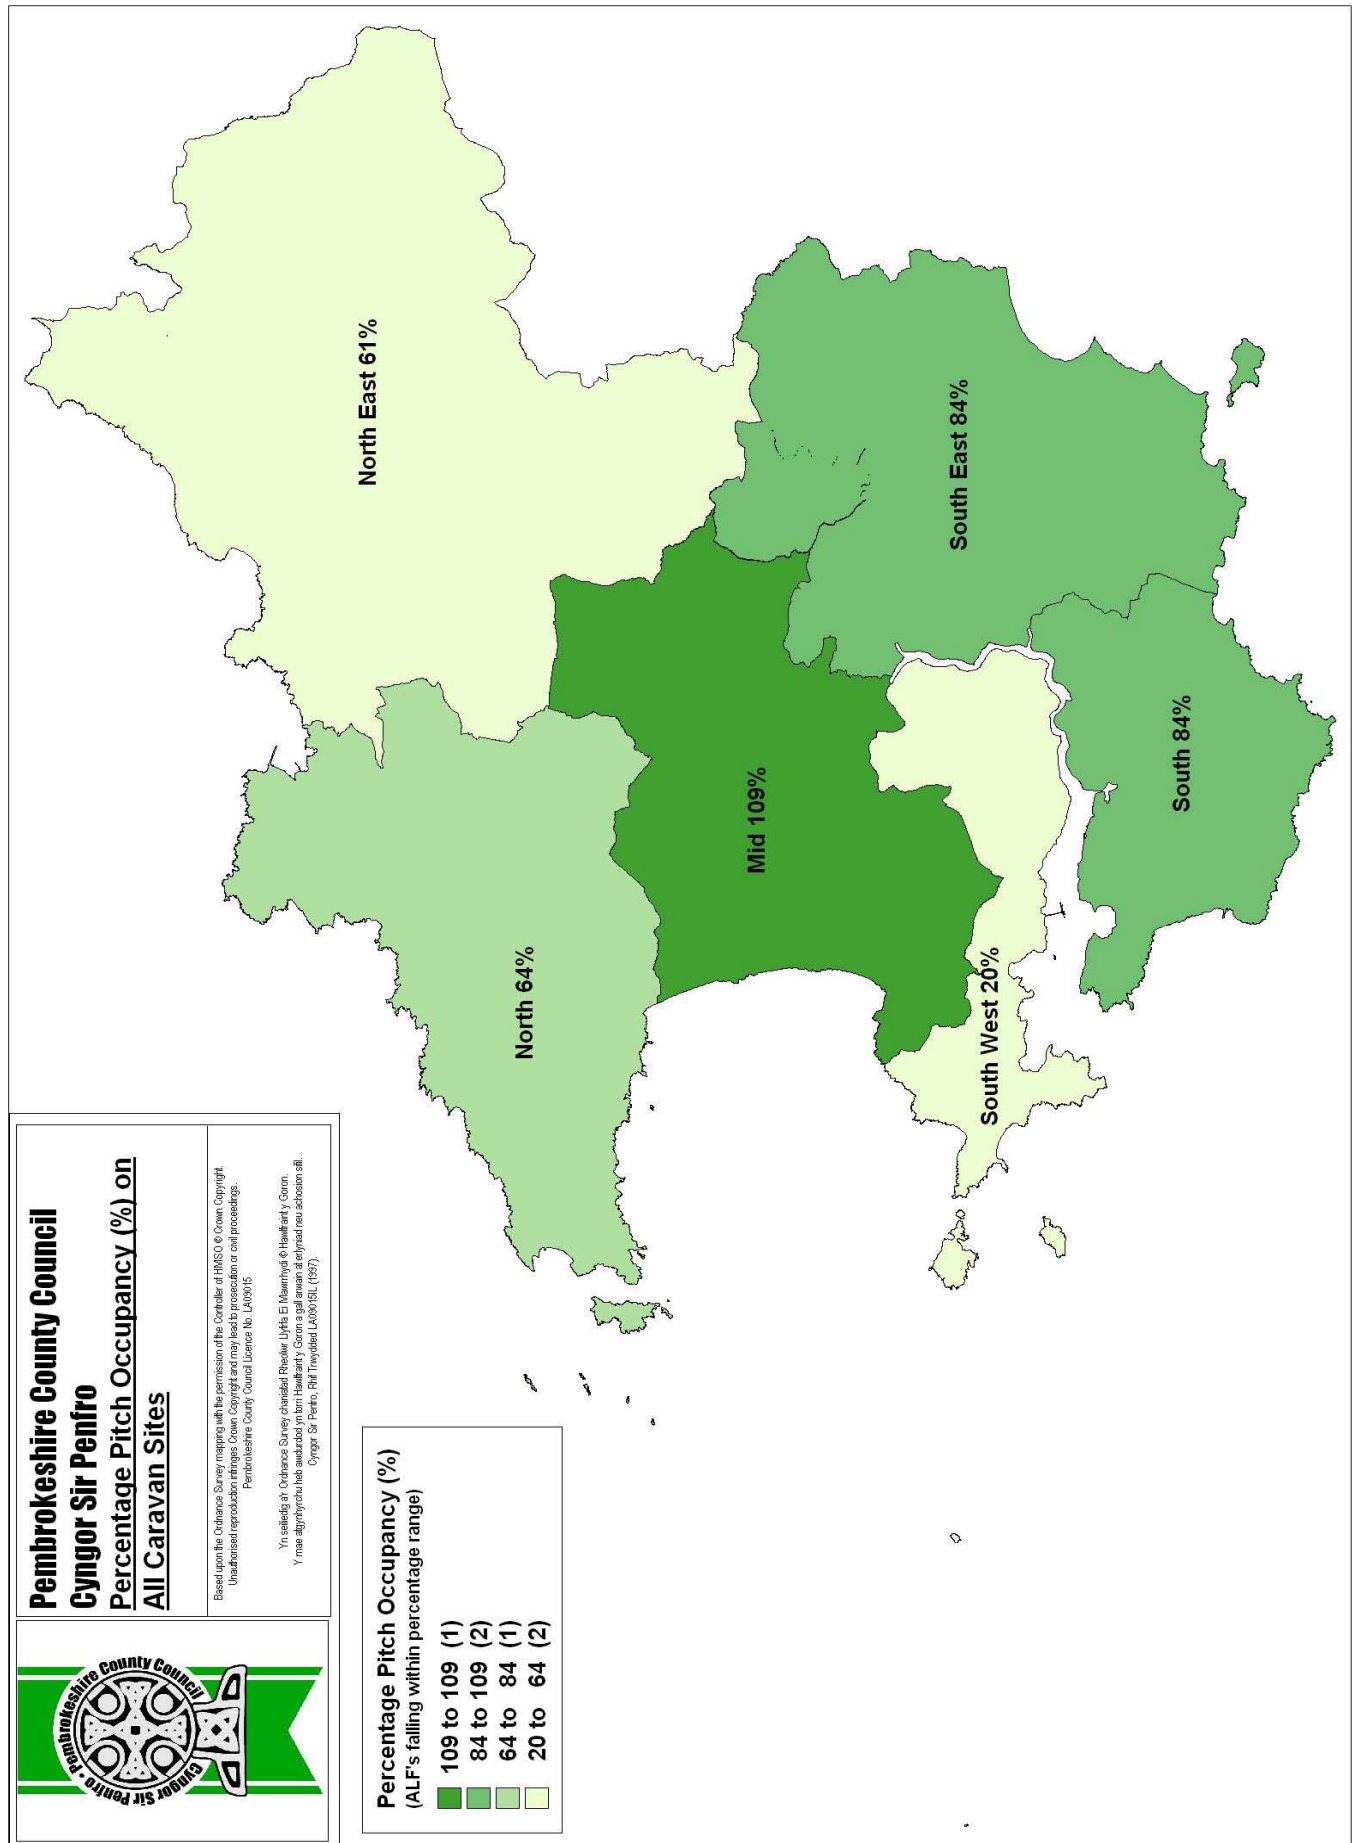 Pembrokeshire County Council
Cyngor Sir Penfro
Percentage Pitch Occupancy (%) on
All Caravan Sites
Based upon the Ordnance Survey mapping with the permission of the Controller of HMSO © Crown Copyright.
Unauthorised reproduction infringes Crown Copyright and may lead to prosecution or civil proceedings.
Pembrokeshire County Council Licence No. LA09015
Yn seiliedig a'r Ordnance Survey chaniatad Rheolwr Llyfrfa Ei Mawrhydi © Hawlfraint y Goron.
Y mae atgynhyrchu heb awdurdod yn torri Hawlfraint y Goron a gall arwain at erlyniad neu achosion sifil.
Cyngor Sir Penfro, Rhif Trwydded LA09015IL (1997).
Pembrokeshire County Council
Cyngor Sir Penfro
Percentage Pitch Occupancy (%)
(ALF's falling within percentage range)
109 to 109 (1)
84 to 109 (2)
64 to 84 (1)
20 to 64 (2)
North East 61%
North 64%
Mid 109%
South East 84%
South West 20%
South 84%